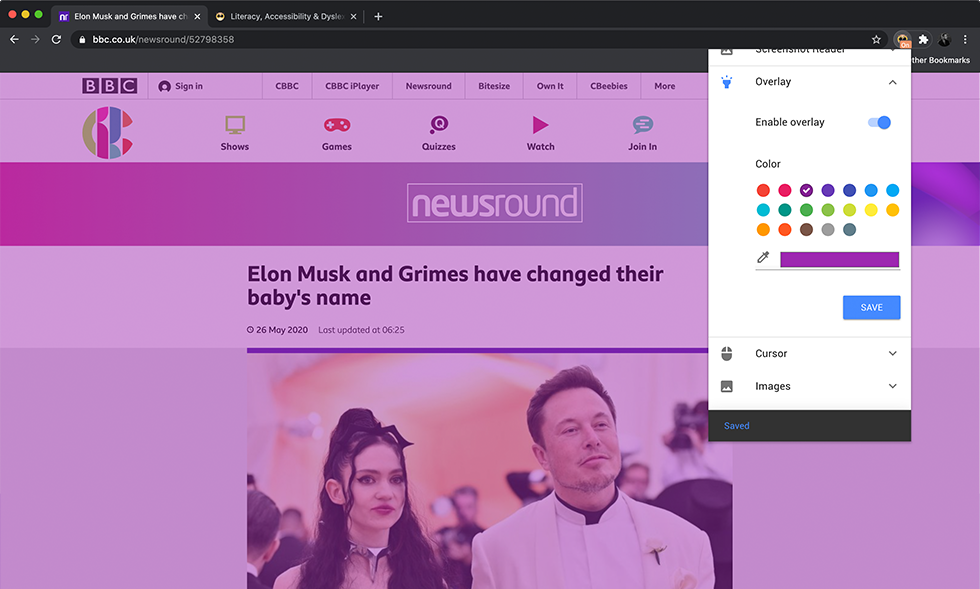 Elon Musk and Grimes have ch
Literacy, Accessibility & Dysle
bbc.co.uk/newsround/52798358
On
ther Bookmarks
Screenshot Reader
BBC
Sign in
CBBC
CBBC iPlayer
Newsround
Bitesize
Own It
CBeebies
More
Shows
Games
Quizzes
Watch
Join In
newsround
Elon Musk and Grimes have changed their
baby's name
26 May 2020 Last updated at 06:25
Overlay
Enable overlay
Color
SAVE
Cursor
Images
Saved